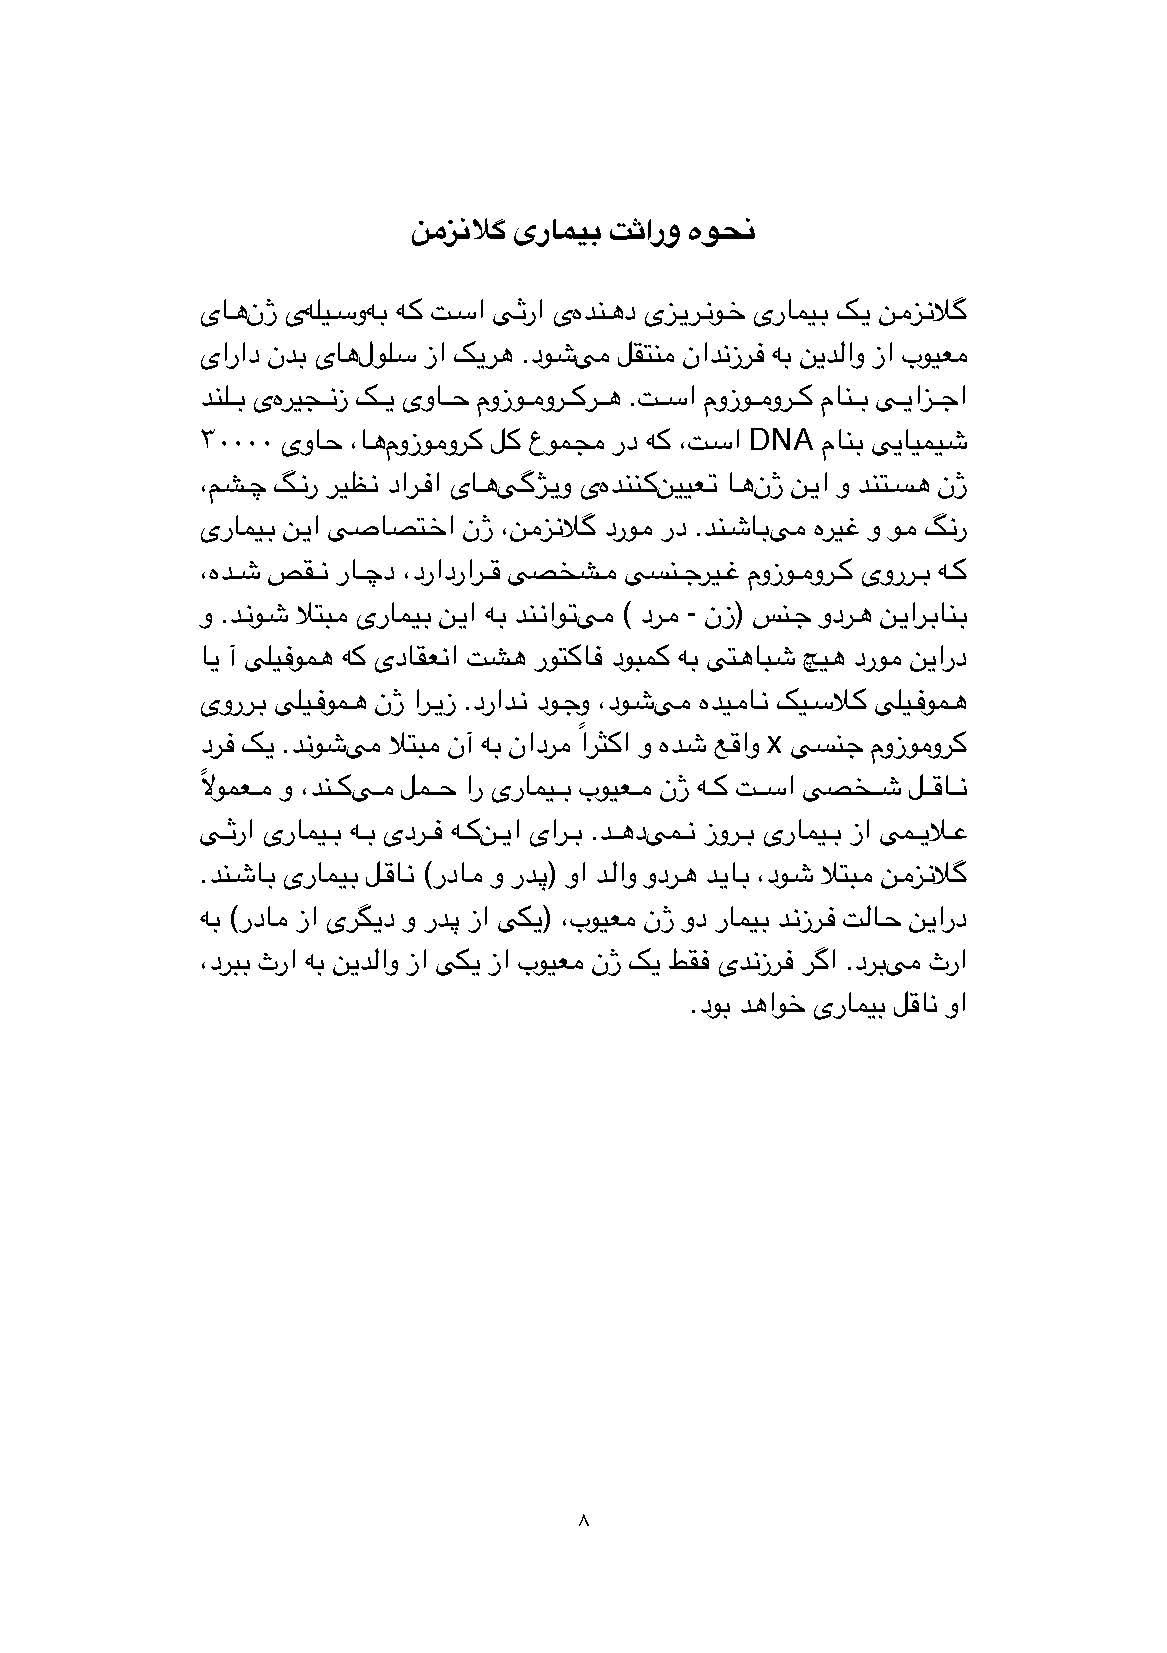 نحوه وراثت بیماری گلانزمن
گلانزمن یک بیماری خونریزی دهنده‌ی ارثی است که به‌وسیله‌ی ژن‌های
معیوب از والدین به فرزندان منتقل می‌شود. هریک از سلول‌های بدن دارای
اجزایی بنام کروموزوم است. هرکروموزوم حاوی یک زنجیره‌ی بلند
شیمیایی بنام DNA است، که در مجموع کل کروموزوم‌ها، حاوی ۳۰۰۰۰
ژن هستند و این ژن‌ها تعیین‌کننده‌ی ویژگی‌های افراد نظیر رنگ چشم،
رنگ مو و غیره می‌باشند. در مورد گلانزمن، ژن اختصاصی این بیماری
که برروی کروموزوم غیرجنسی مشخصی قراردارد، دچار نقص شده،
بنابراین هردو جنس (زن - مرد ) می‌توانند به این بیماری مبتلا شوند. و
دراین مورد هیچ شباهتی به کمبود فاکتور هشت انعقادی که هموفیلی آ یا
هموفیلی کلاسیک نامیده می‌شود، وجود ندارد. زیرا ژن هموفیلی برروی
کروموزوم جنسی x واقع شده و اکثراً مردان به آن مبتلا می‌شوند. یک فرد
ناقل شخصی است که ژن معیوب بیماری را حمل می‌کند، و معمولاً
علایمی از بیماری بروز نمی‌دهد. برای این‌که فردی به بیماری ارثی
گلانزمن مبتلا شود، باید هردو والد او (پدر و مادر) ناقل بیماری باشند.
دراین حالت فرزند بیمار دو ژن معیوب، (یکی از پدر و دیگری از مادر) به
ارث می‌برد. اگر فرزندی فقط یک ژن معیوب از یکی از والدین به ارث ببرد،
او ناقل بیماری خواهد بود.
۸